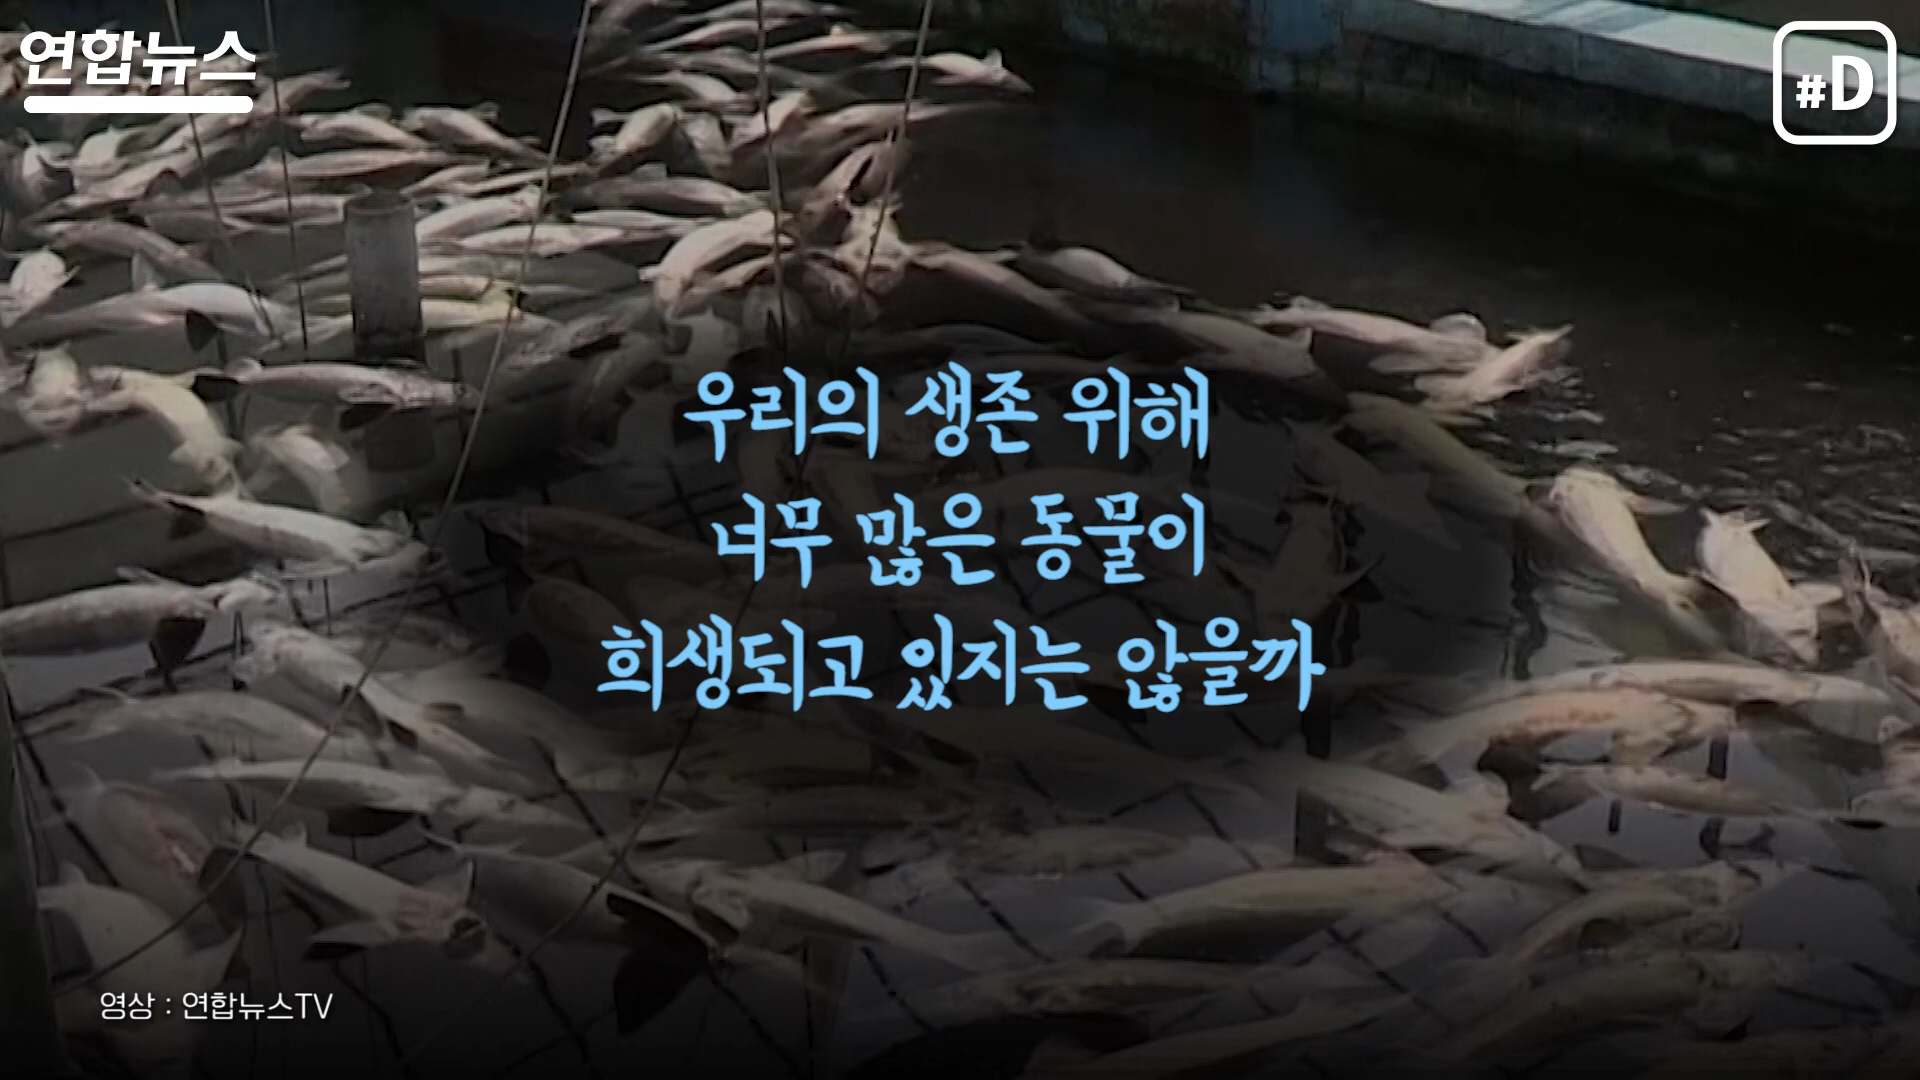 연합뉴스
#D
우리의 생존 위해
너무 많은 동물이
희생되고 있지는 않을까
영상 : 연합뉴스TV